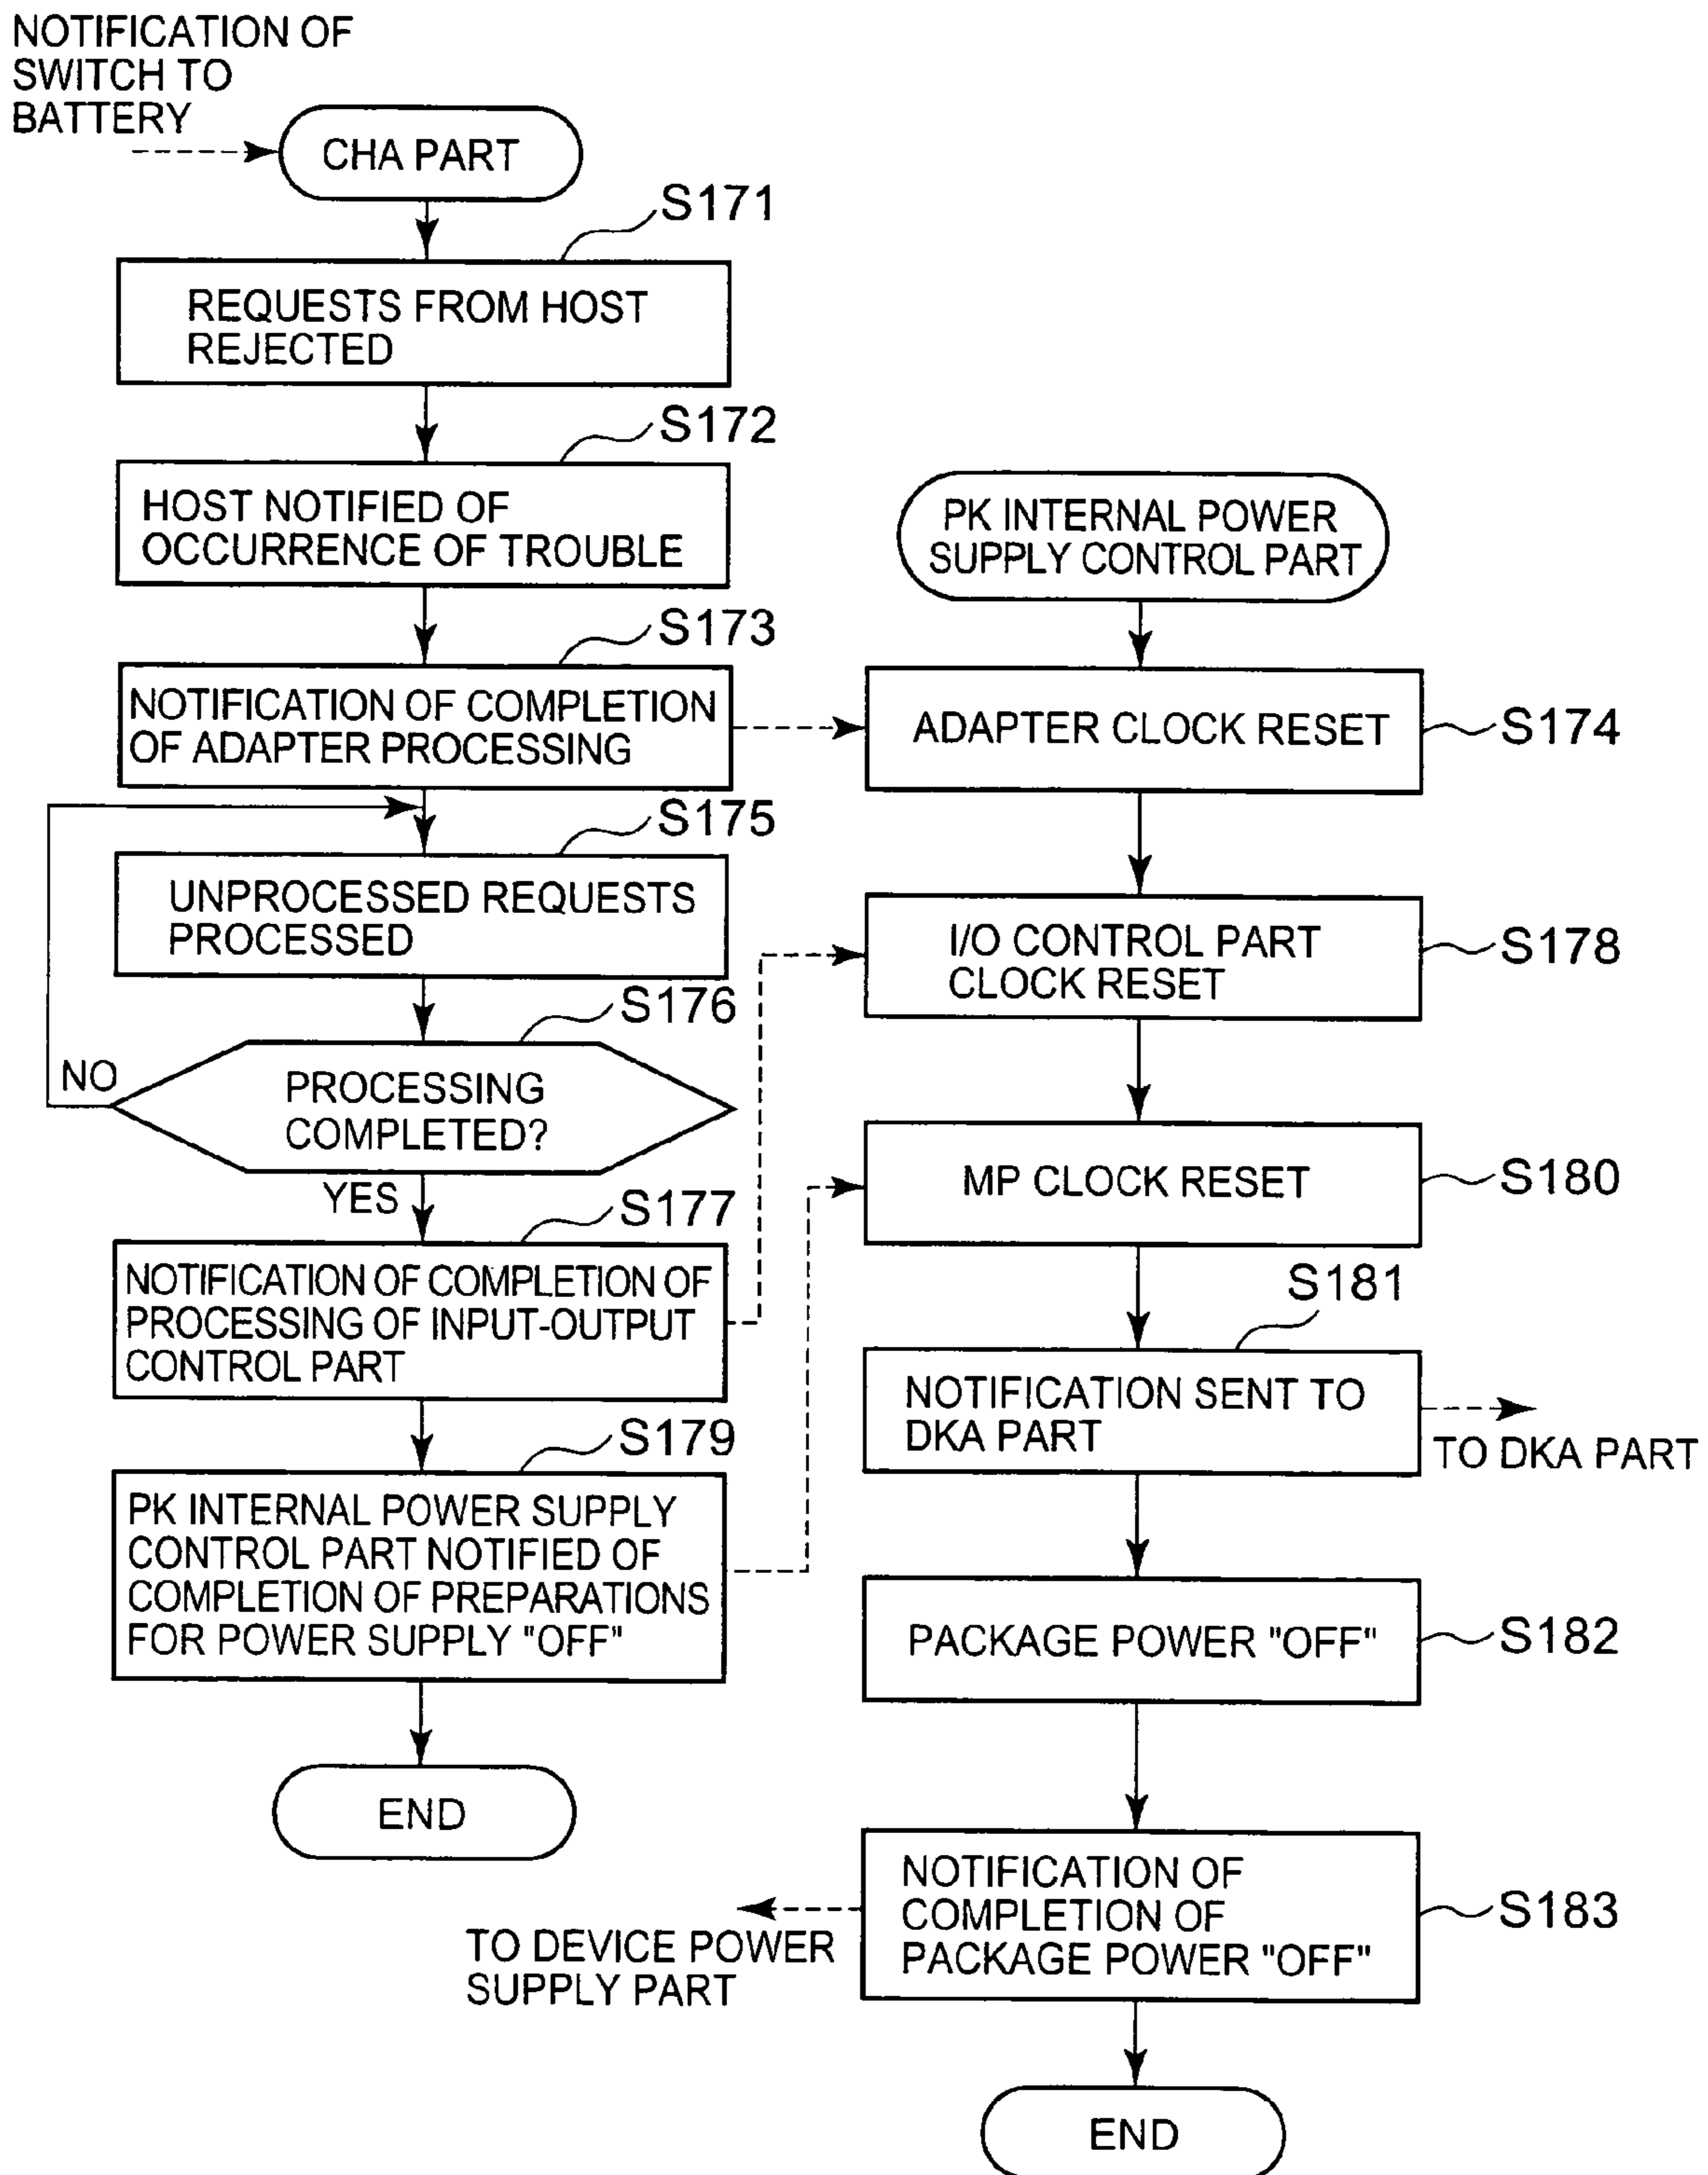 NOTIFICATION OF
SWITCH TO
BATTERY
CHA PART
S171
REQUESTS FROM HOST
REJECTED
S172
HOST NOTIFIED OF
OCCURRENCE OF TROUBLE
S173
NOTIFICATION OF COMPLETION
OF ADAPTER PROCESSING
S175
UNPROCESSED REQUESTS
PROCESSED
S176
NO
PROCESSING
COMPLETED?
YES
S177
NOTIFICATION OF COMPLETION OF
PROCESSING OF INPUT-OUTPUT
CONTROL PART
S179
PK INTERNAL POWER SUPPLY
CONTROL PART NOTIFIED OF
COMPLETION OF PREPARATIONS
FOR POWER SUPPLY "OFF"
END
PK INTERNAL POWER
SUPPLY CONTROL PART
ADAPTER CLOCK RESET
S174
I/O CONTROL PART
CLOCK RESET
S178
MP CLOCK RESET
S180
S181
NOTIFICATION SENT TO
DKA PART
TO DKA PART
PACKAGE POWER "OFF"
S182
NOTIFICATION OF
COMPLETION OF
PACKAGE POWER "OFF"
S183
TO DEVICE POWER
SUPPLY PART
END